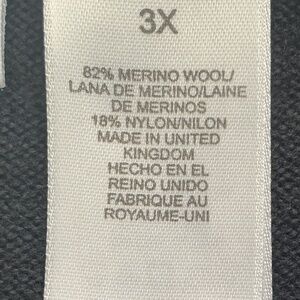 3X
82% MERINO WOOL/
LANA DE MERINO/LAINE
DE MERINOS
18% NYLON/NILON
MADE IN UNITED
KINGDOM
HECHO EN EL
REINO UNIDO
FABRIQUE AU
ROYAUME-UNI